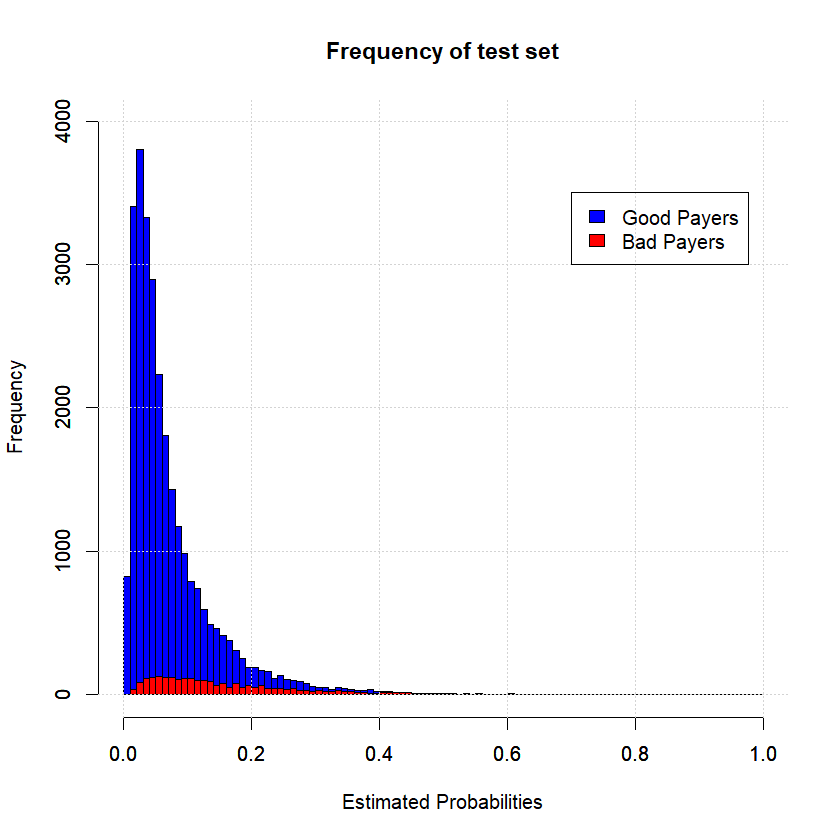 Frequency of test set
4000
3000
2000
1000
0
Frequency
Good Payers
Bad Payers
0.0 0.2 0.4 0.6 0.8 1.0
Estimated Probabilities